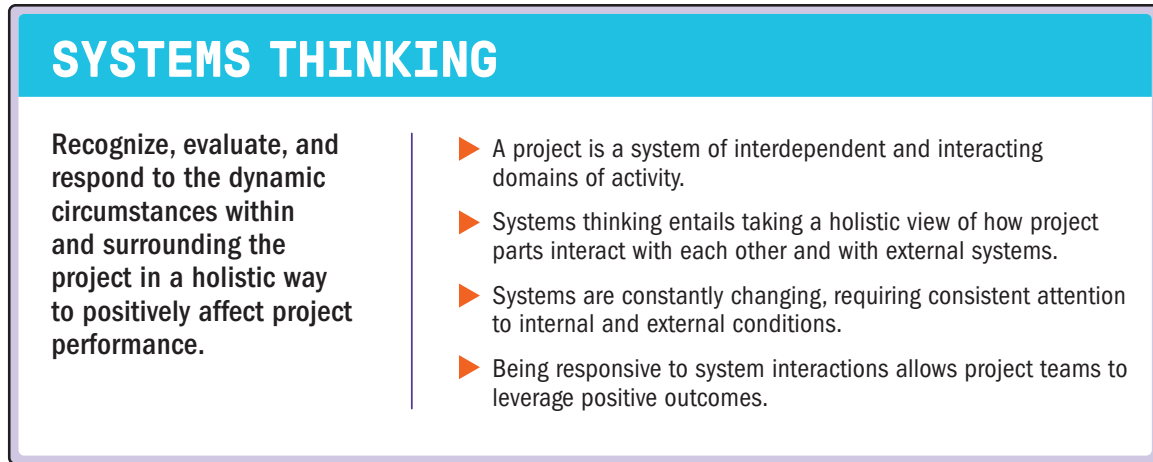 SYSTEMS THINKING
Recognize, evaluate, and
respond to the dynamic
circumstances within
and surrounding the
project in a holistic way
to positively affect project
performance.
A project is a system of interdependent and interacting
domains of activity.
Systems thinking entails taking a holistic view of how project
parts interact with each other and with external systems.
Systems are constantly changing, requiring consistent attention
to internal and external conditions.
Being responsive to system interactions allows project teams to
leverage positive outcomes.